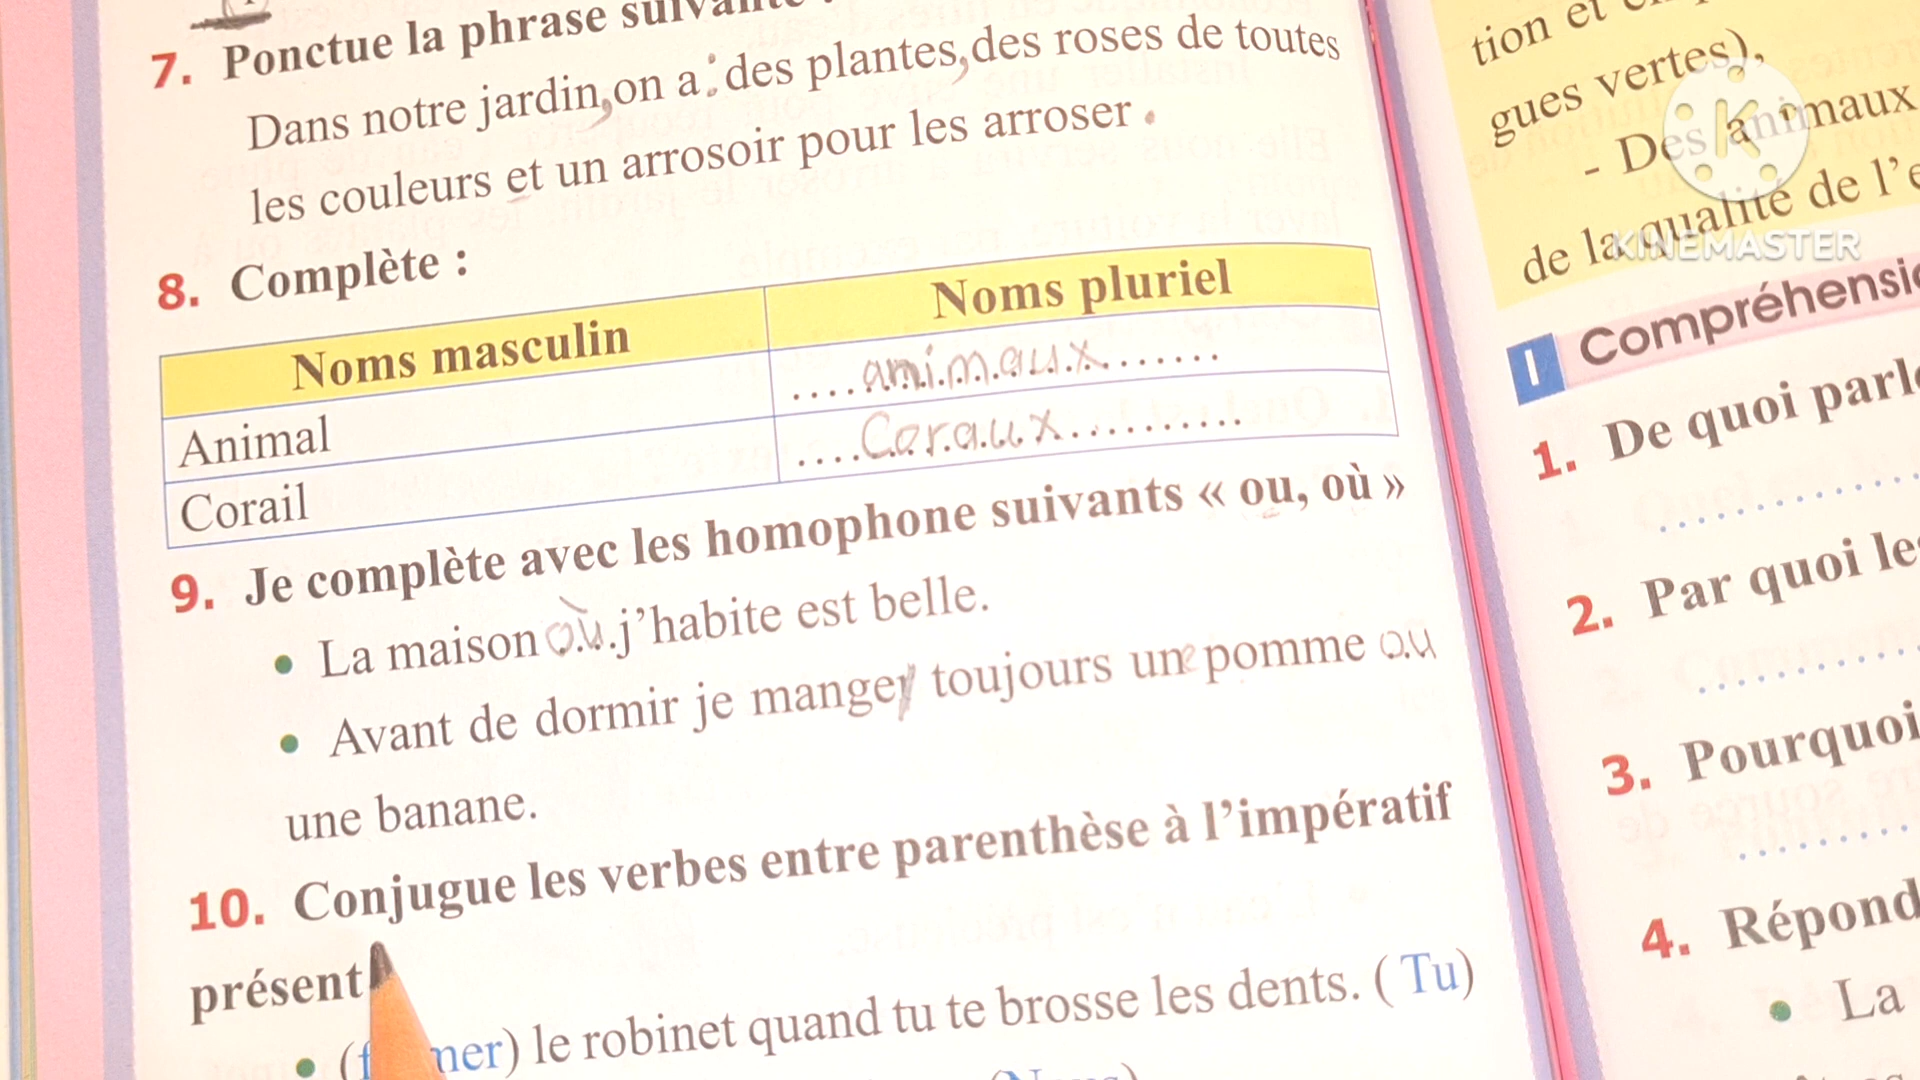 7. Ponctue la phrase suivante :
Dans notre jardin, on a : des plantes, des roses de toutes
les couleurs et un arrosoir pour les arroser .
8. Complète :
Noms masculin Noms pluriel
Animal ....animaux......
Corail ....Coraux..........
9. Je complète avec les homophone suivants « ou, où »
• La maison où..j'habite est belle.
• Avant de dormir je manger toujours une pomme ou
une banane.
10. Conjugue les verbes entre parenthèse à l'impératif
présent
• ( ner) le robinet quand tu te brosse les dents. ( Tu)
tion et
gues vertes),
- Des animaux
de la qualité de l'e
KINEMASTER
I Compréhensio
1. De quoi parle
2. Par quoi les
3. Pourquoi
4. Répond
• La